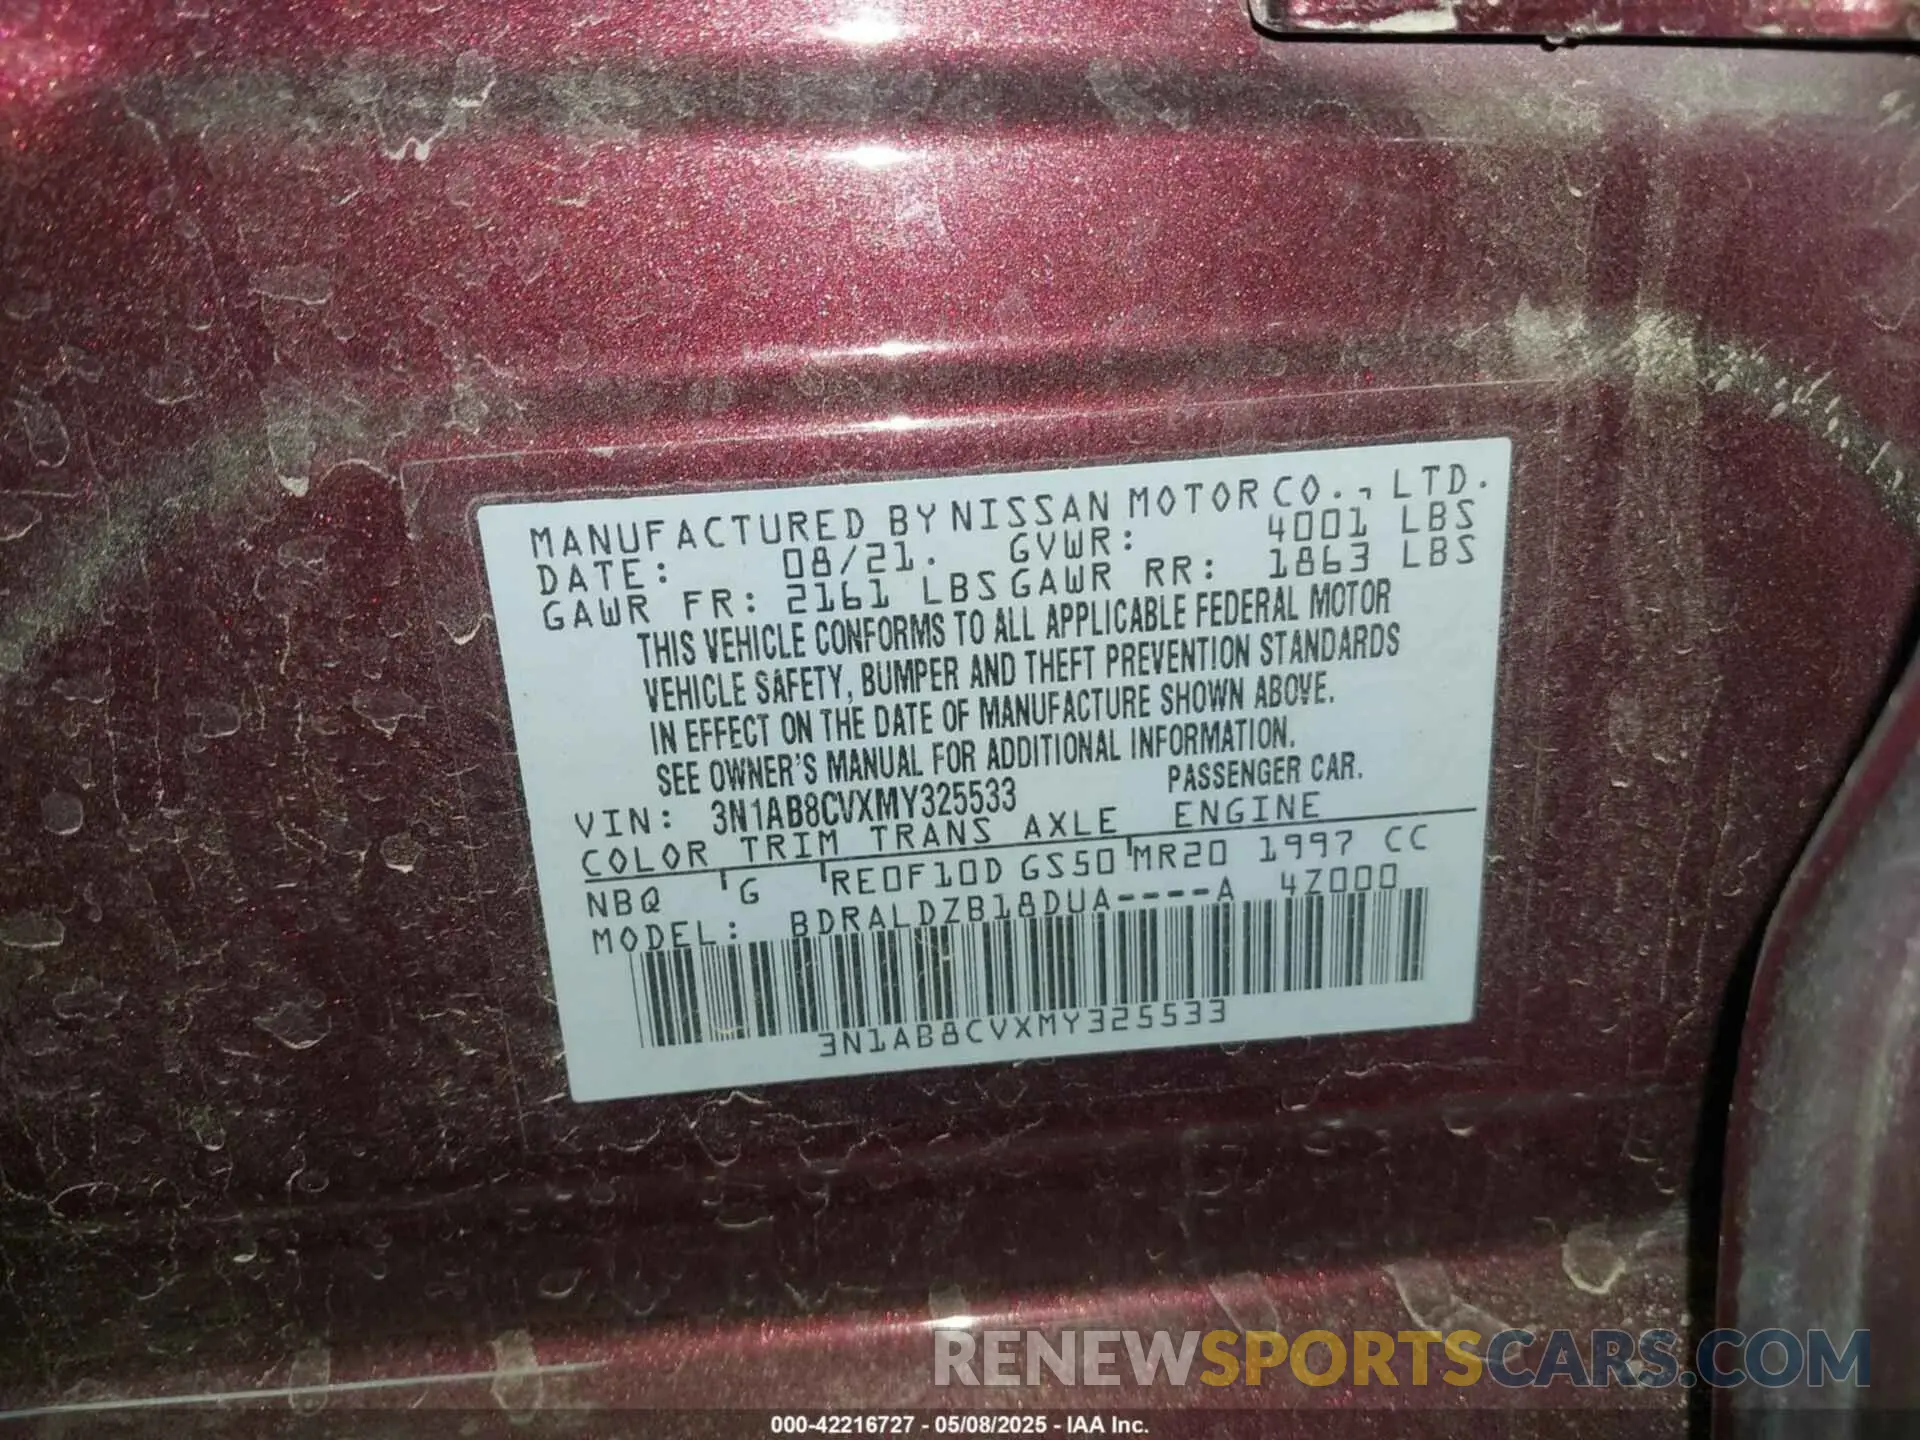 MANUFACTURED BY NISSAN MOTOR CO., LTD.
DATE: 08/21. GVWR: 4001 LBS
GAWR FR: 2161 LBS GAWR RR: 1863 LBS
THIS VEHICLE CONFORMS TO ALL APPLICABLE FEDERAL MOTOR
VEHICLE SAFETY, BUMPER AND THEFT PREVENTION STANDARDS
IN EFFECT ON THE DATE OF MANUFACTURE SHOWN ABOVE.
SEE OWNER'S MANUAL FOR ADDITIONAL INFORMATION.
VIN: 3N1AB8CVXMY325533 PASSENGER CAR.
COLOR TRIM TRANS AXLE ENGINE
NBQ G RE0F10D GS50 MR20 1997 CC
MODEL: BDRALDZB18DUA----A 4Z000
3N1AB8CVXMY325533
RENEWSPORTSCARS.COM
000-42216727 - 05/08/2025 - IAA Inc.